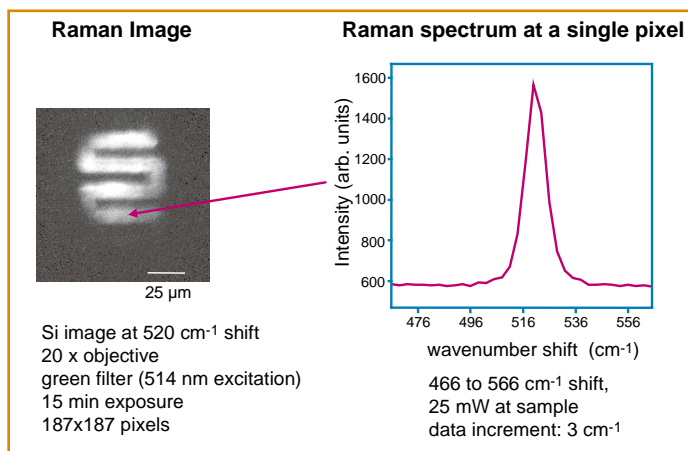 Raman Image
25 µm
Si image at 520 cm⁻¹ shift
20 x objective
green filter (514 nm excitation)
15 min exposure
187x187 pixels
Raman spectrum at a single pixel
Intensity (arb. units)
1600
1400
1200
1000
800
600
476 496 516 536 556
wavenumber shift (cm⁻¹)
466 to 566 cm⁻¹ shift,
25 mW at sample
data increment: 3 cm⁻¹